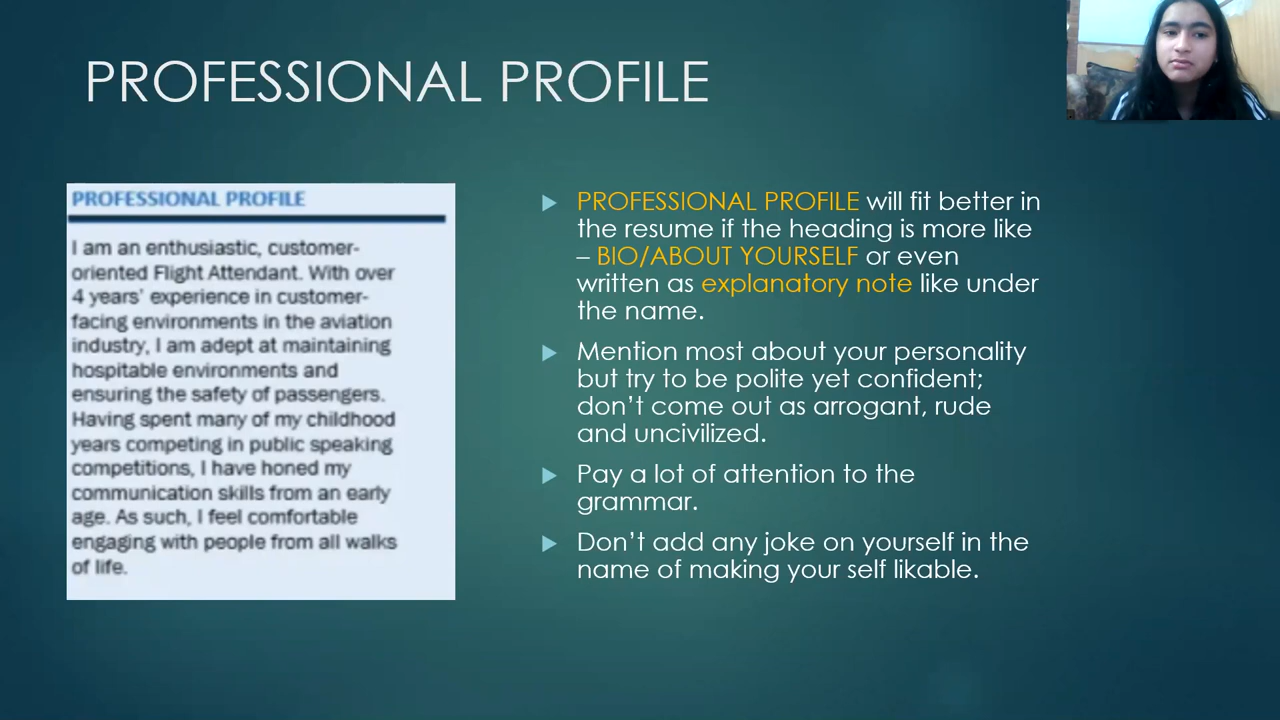 PROFESSIONAL PROFILE
PROFESSIONAL PROFILE
I am an enthusiastic, customer-
oriented Flight Attendant. With over
4 years' experience in customer-
facing environments in the aviation
industry, I am adept at maintaining
hospitable environments and
ensuring the safety of passengers.
Having spent many of my childhood
years competing in public speaking
competitions, I have honed my
communication skills from an early
age. As such, I feel comfortable
engaging with people from all walks
of life.
PROFESSIONAL PROFILE will fit better in
the resume if the heading is more like
– BIO/ABOUT YOURSELF or even
written as explanatory note like under
the name.
Mention most about your personality
but try to be polite yet confident;
don't come out as arrogant, rude
and uncivilized.
Pay a lot of attention to the
grammar.
Don't add any joke on yourself in the
name of making your self likable.